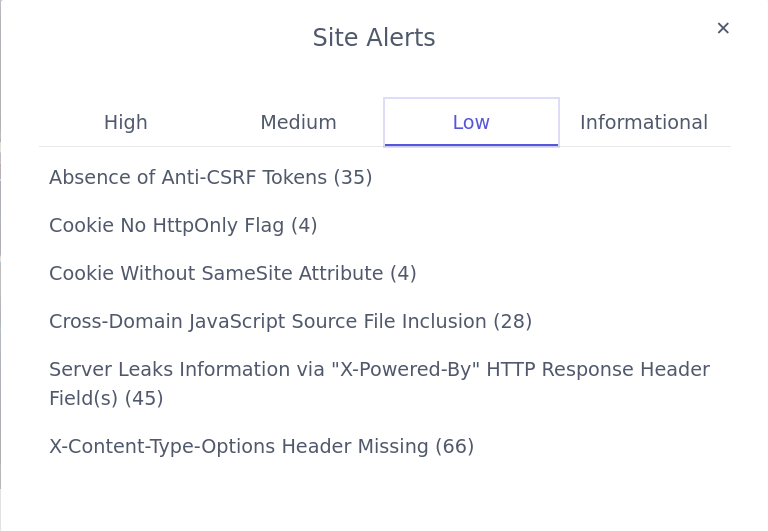 Site Alerts
×
High
Medium
Low
Informational
Absence of Anti-CSRF Tokens (35)
Cookie No HttpOnly Flag (4)
Cookie Without SameSite Attribute (4)
Cross-Domain JavaScript Source File Inclusion (28)
Server Leaks Information via "X-Powered-By" HTTP Response Header
Field(s) (45)
X-Content-Type-Options Header Missing (66)